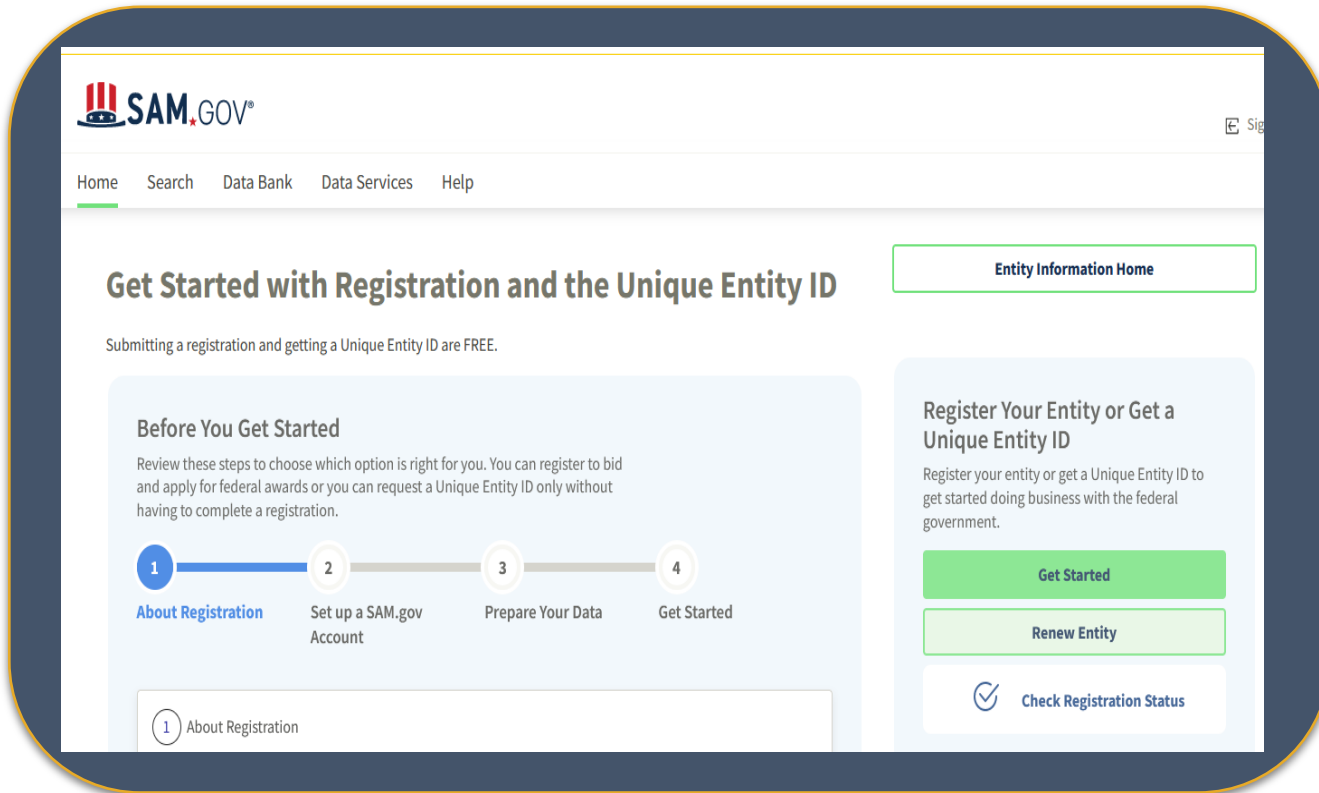 SAM.GOV®
Sig
Home Search Data Bank Data Services Help
Get Started with Registration and the Unique Entity ID
Submitting a registration and getting a Unique Entity ID are FREE.
Before You Get Started
Review these steps to choose which option is right for you. You can register to bid
and apply for federal awards or you can request a Unique Entity ID only without
having to complete a registration.
1 2 3 4
About Registration
Set up a SAM.gov
Account
Prepare Your Data
Get Started
1 About Registration
Entity Information Home
Register Your Entity or Get a
Unique Entity ID
Register your entity or get a Unique Entity ID to
get started doing business with the federal
government.
Get Started
Renew Entity
Check Registration Status